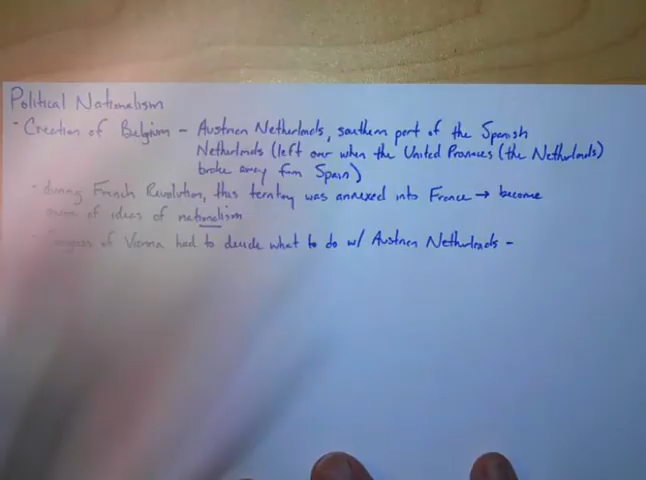 Political Nationalism
· Creation of Belgium – Austrian Netherlands, southern part of the Spanish
Netherlands (left over when the United Provinces (the Netherlands)
broke away from Spain)
· during French Revolution, this territory was annexed into France → become
aware of ideas of nationalism
· Congress of Vienna had to decide what to do w/ Austrian Netherlands –